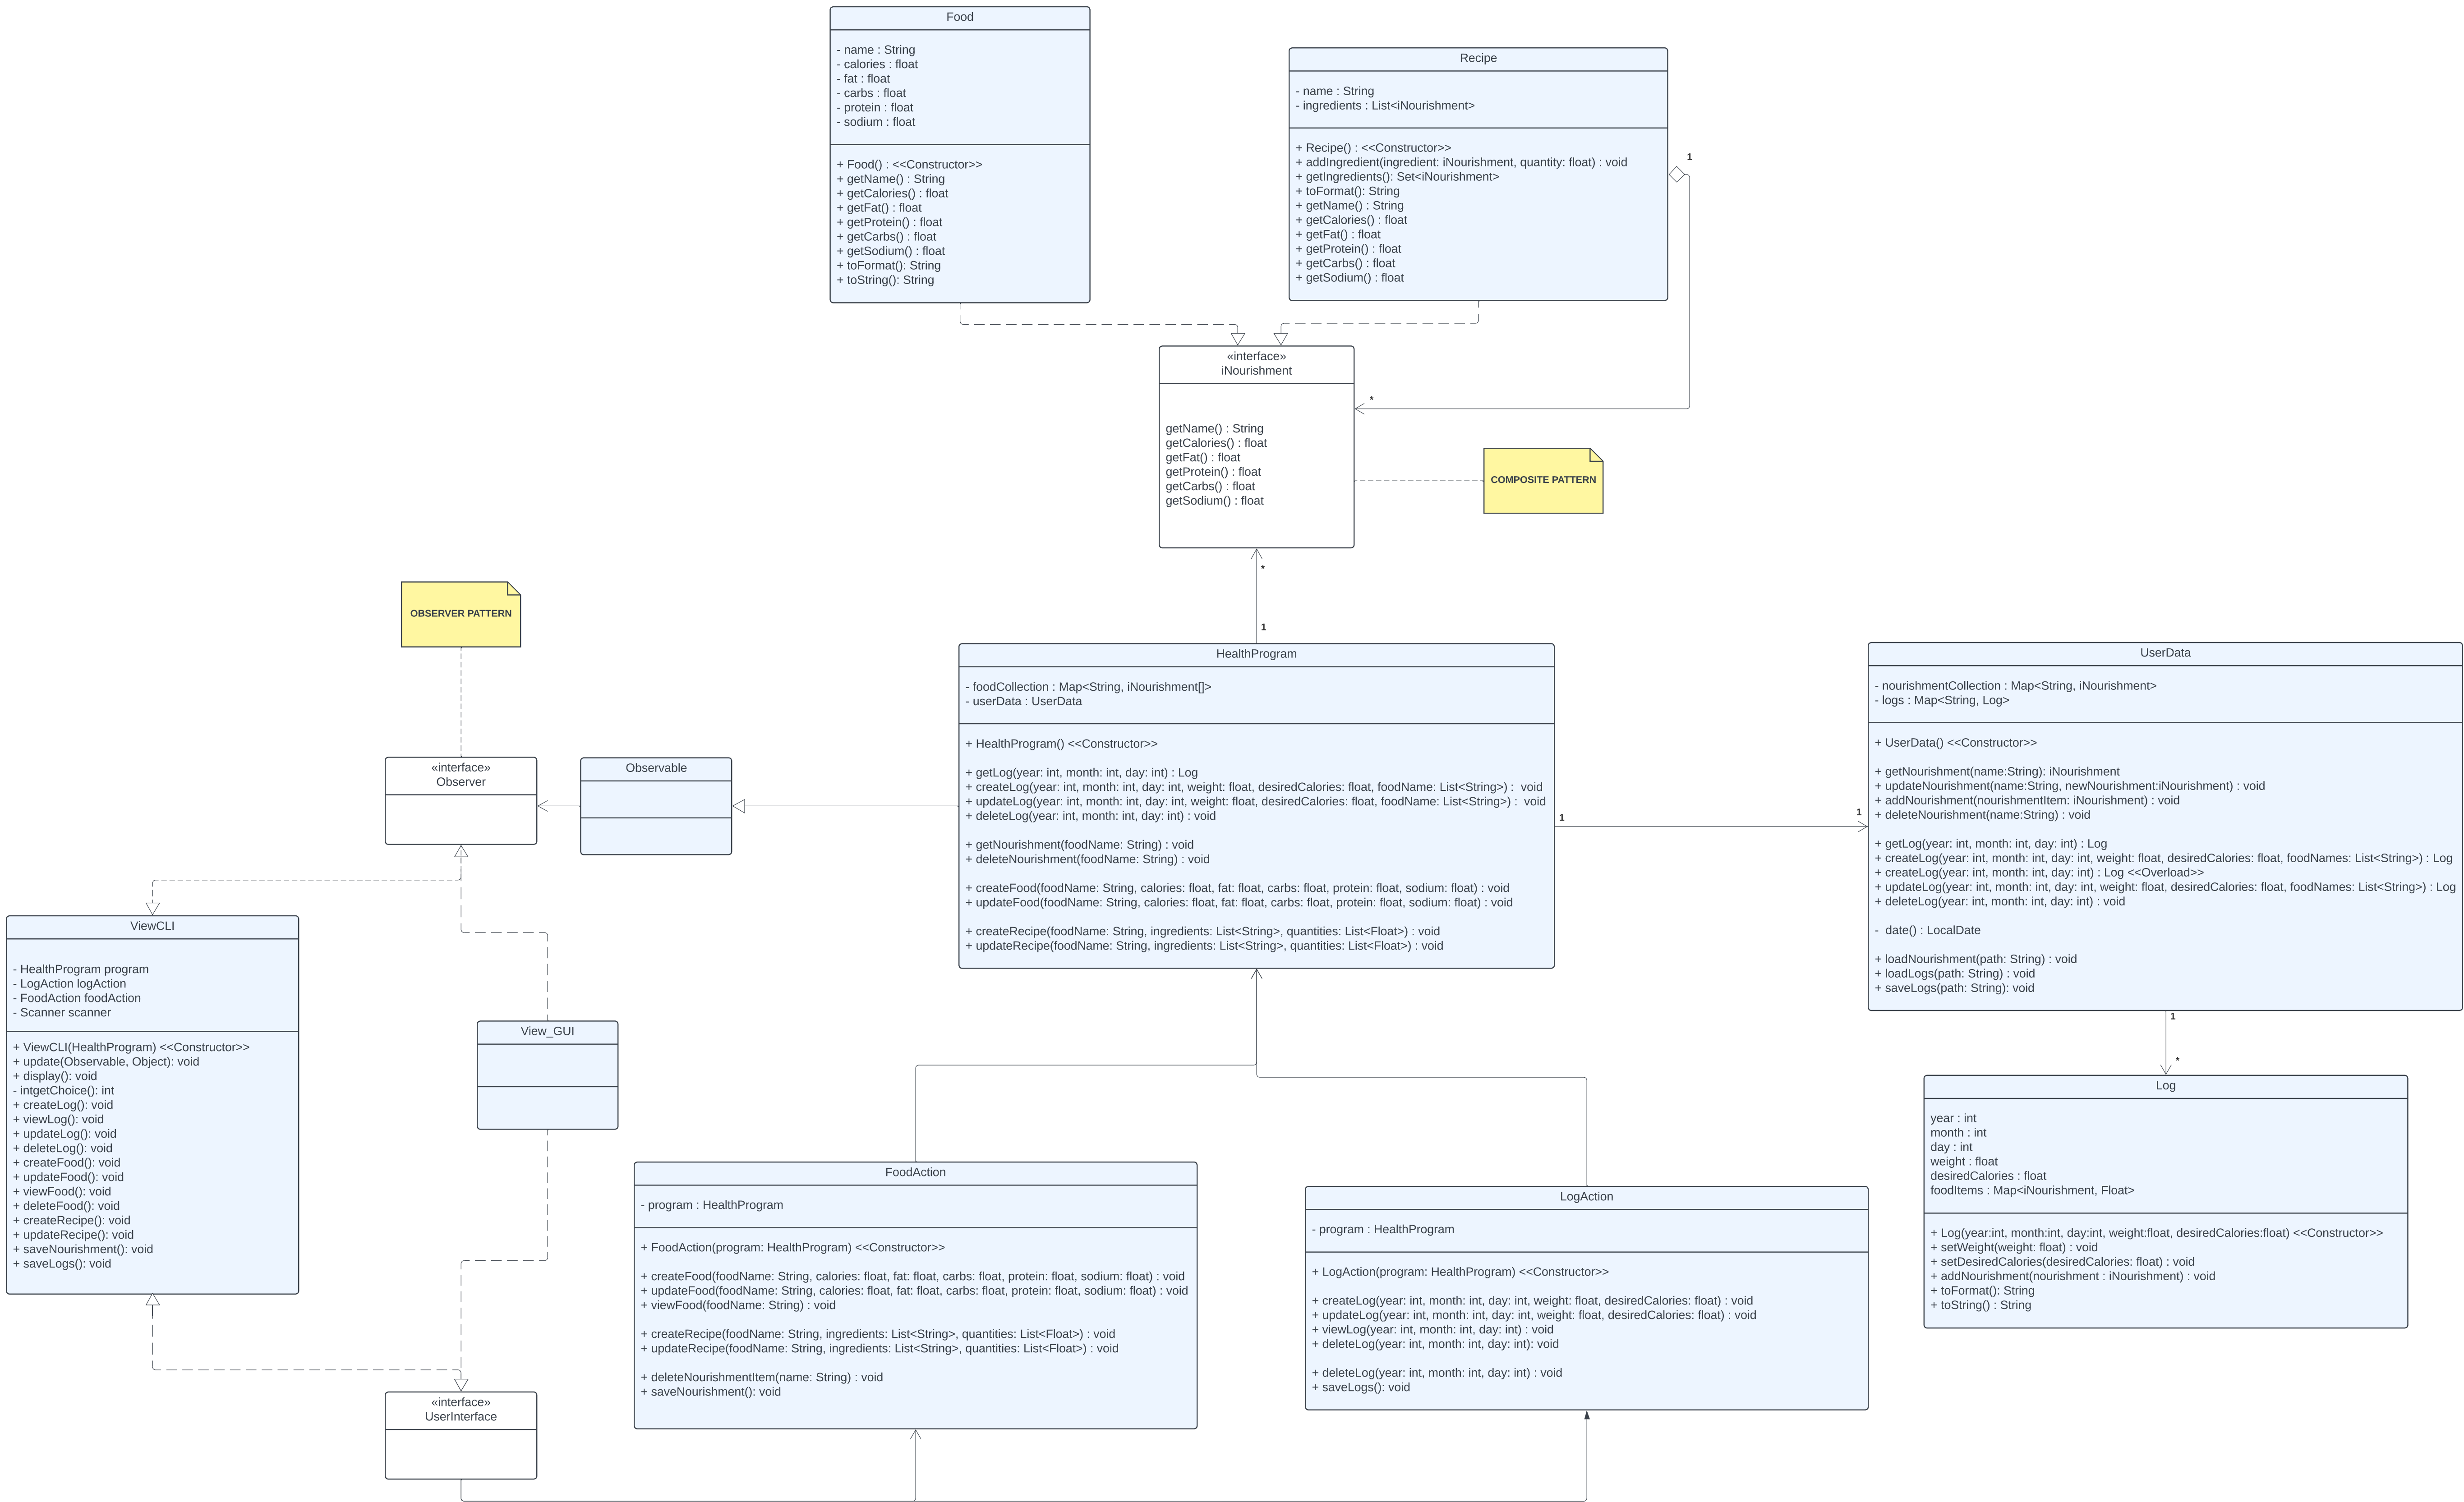 Food
- name : String
- calories : float
- fat : float
- carbs : float
- protein : float
- sodium : float
+ Food() : <<Constructor>>
+ getName() : String
+ getCalories() : float
+ getFat() : float
+ getProtein() : float
+ getCarbs() : float
+ getSodium() : float
+ toFormat(): String
+ toString(): String
Recipe
- name : String
- ingredients : List<iNourishment>
+ Recipe() : <<Constructor>>
+ addIngredient(ingredient: iNourishment, quantity: float) : void
+ getIngredients(): Set<iNourishment>
+ toFormat(): String
+ getName() : String
+ getCalories() : float
+ getFat() : float
+ getProtein() : float
+ getCarbs() : float
+ getSodium() : float
1
*
«interface»
iNourishment
getName() : String
getCalories() : float
getFat() : float
getProtein() : float
getCarbs() : float
getSodium() : float
COMPOSITE PATTERN
*
1
OBSERVER PATTERN
«interface»
Observer
Observable
HealthProgram
- foodCollection : Map<String, iNourishment[]>
- userData : UserData
+ HealthProgram() <<Constructor>>
+ getLog(year: int, month: int, day: int) : Log
+ createLog(year: int, month: int, day: int, weight: float, desiredCalories: float, foodName: List<String>) :  void
+ updateLog(year: int, month: int, day: int, weight: float, desiredCalories: float, foodName: List<String>) :  void
+ deleteLog(year: int, month: int, day: int) : void
+ getNourishment(foodName: String) : void
+ deleteNourishment(foodName: String) : void
+ createFood(foodName: String, calories: float, fat: float, carbs: float, protein: float, sodium: float) : void
+ updateFood(foodName: String, calories: float, fat: float, carbs: float, protein: float, sodium: float) : void
+ createRecipe(foodName: String, ingredients: List<String>, quantities: List<Float>) : void
+ updateRecipe(foodName: String, ingredients: List<String>, quantities: List<Float>) : void
1
1
UserData
- nourishmentCollection : Map<String, iNourishment>
- logs : Map<String, Log>
+ UserData() <<Constructor>>
+ getNourishment(name:String): iNourishment
+ updateNourishment(name:String, newNourishment:iNourishment) : void
+ addNourishment(nourishmentItem: iNourishment) : void
+ deleteNourishment(name:String) : void
+ getLog(year: int, month: int, day: int) : Log
+ createLog(year: int, month: int, day: int, weight: float, desiredCalories: float, foodNames: List<String>) : Log
+ createLog(year: int, month: int, day: int) : Log <<Overload>>
+ updateLog(year: int, month: int, day: int, weight: float, desiredCalories: float, foodNames: List<String>) : Log
+ deleteLog(year: int, month: int, day: int) : void
-  date() : LocalDate
+ loadNourishment(path: String) : void
+ loadLogs(path: String) : void
+ saveLogs(path: String): void
1
*
ViewCLI
- HealthProgram program
- LogAction logAction
- FoodAction foodAction
- Scanner scanner
+ ViewCLI(HealthProgram) <<Constructor>>
+ update(Observable, Object): void
+ display(): void
- intgetChoice(): int
+ createLog(): void
+ viewLog(): void
+ updateLog(): void
+ deleteLog(): void
+ createFood(): void
+ updateFood(): void
+ viewFood(): void
+ deleteFood(): void
+ createRecipe(): void
+ updateRecipe(): void
+ saveNourishment(): void
+ saveLogs(): void
View_GUI
FoodAction
- program : HealthProgram
+ FoodAction(program: HealthProgram) <<Constructor>>
+ createFood(foodName: String, calories: float, fat: float, carbs: float, protein: float, sodium: float) : void
+ updateFood(foodName: String, calories: float, fat: float, carbs: float, protein: float, sodium: float) : void
+ viewFood(foodName: String) : void
+ createRecipe(foodName: String, ingredients: List<String>, quantities: List<Float>) : void
+ updateRecipe(foodName: String, ingredients: List<String>, quantities: List<Float>) : void
+ deleteNourishmentItem(name: String) : void
+ saveNourishment(): void
LogAction
- program : HealthProgram
+ LogAction(program: HealthProgram) <<Constructor>>
+ createLog(year: int, month: int, day: int, weight: float, desiredCalories: float) : void
+ updateLog(year: int, month: int, day: int, weight: float, desiredCalories: float) : void
+ viewLog(year: int, month: int, day: int) : void
+ deleteLog(year: int, month: int, day: int): void
+ deleteLog(year: int, month: int, day: int) : void
+ saveLogs(): void
Log
year : int
month : int
day : int
weight : float
desiredCalories : float
foodItems : Map<iNourishment, Float>
+ Log(year:int, month:int, day:int, weight:float, desiredCalories:float) <<Constructor>>
+ setWeight(weight: float) : void
+ setDesiredCalories(desiredCalories: float) : void
+ addNourishment(nourishment : iNourishment) : void
+ toFormat(): String
+ toString() : String
«interface»
UserInterface